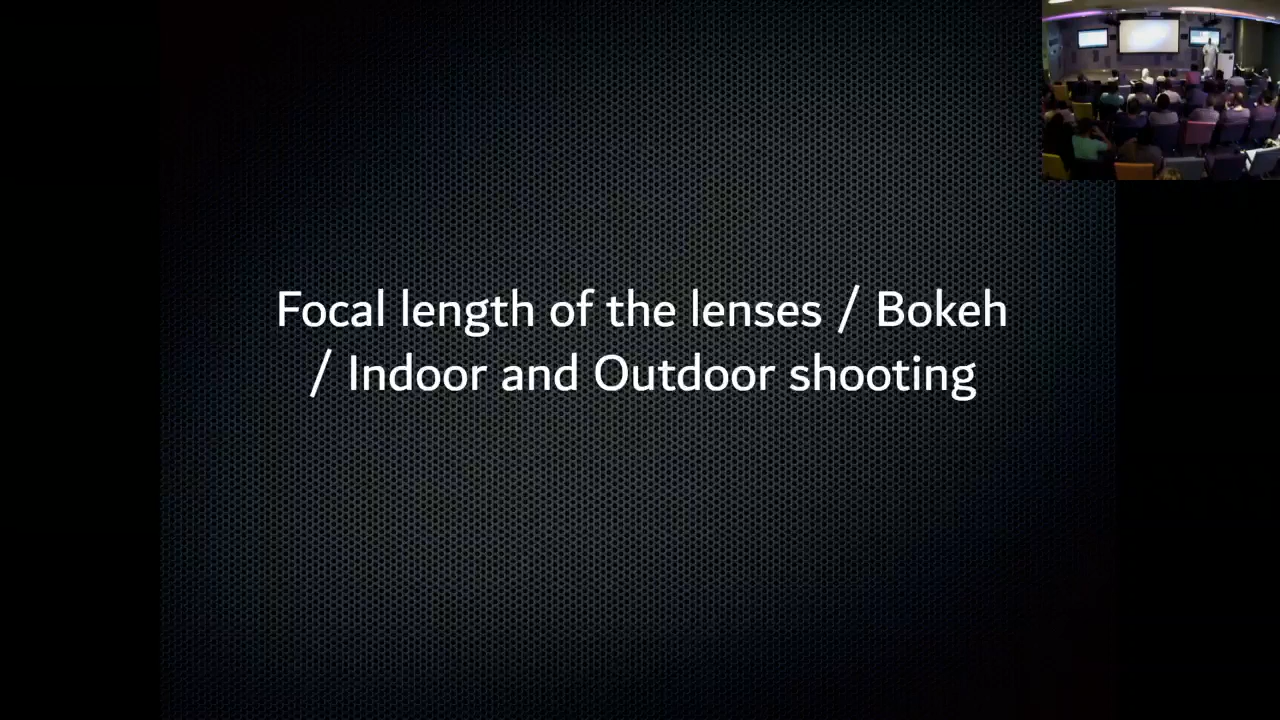 Focal length of the lenses / Bokeh
/ Indoor and Outdoor shooting